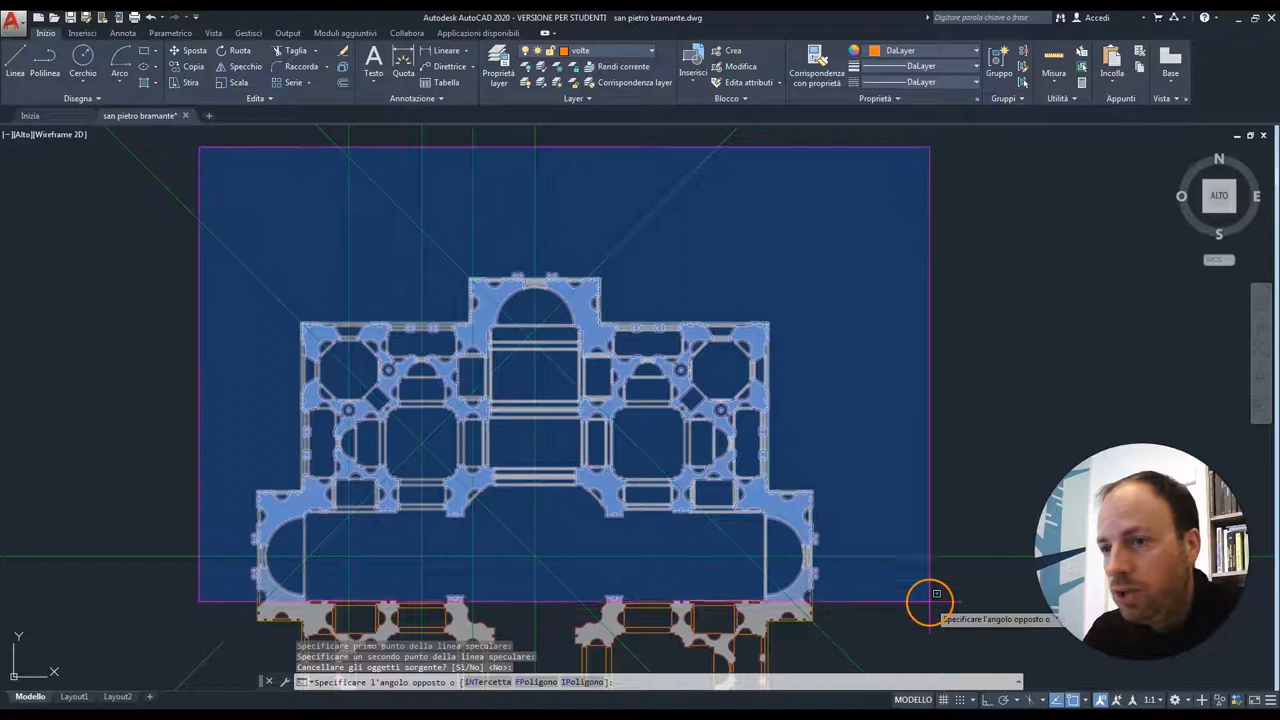 Autodesk AutoCAD 2020 - VERSIONE PER STUDENTI san pietro bramante.dwg
Digitare parola chiave o frase
Accedi
Inizio Inserisci Annota Parametrico Vista Gestisci Output Moduli aggiuntivi Collabora Applicazioni disponibili
Linea Polilinea Cerchio Arco
Disegna
Sposta Ruota Taglia
Copia Specchio Raccorda
Stira Scala Serie
Edita
Testo Quota
Lineare
Direttrice
Tabella
Annotazione
Proprietà layer
volte
Rendi corrente
Corrispondenza layer
Layer
Inserisci
Crea
Modifica
Edita attributi
Blocco
Corrispondenza con proprietà
DaLayer
DaLayer
DaLayer
Proprietà
Gruppo
Gruppi
Misura
Utilità
Incolla
Appunti
Base
Vista
Inizia san pietro bramante*
[−][Alto][Wireframe 2D]
N
O ALTO E
S
WCS
Specificare l'angolo opposto o
Specificare primo punto della linea speculare:
Specificare un secondo punto della linea speculare:
Cancellare gli oggetti sorgente? [Sì/No] <No>:
Specificare l'angolo opposto o [iNTercetta FPoligono IPoligono]:
Y
X
Modello Layout1 Layout2
MODELLO 1:1